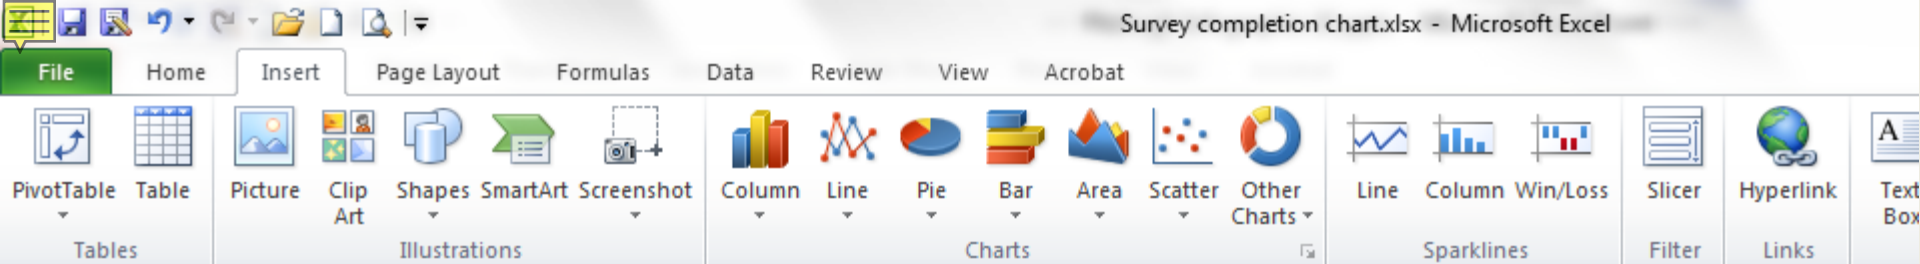 Survey completion chart.xlsx - Microsoft Excel
File Home Insert Page Layout Formulas Data Review View Acrobat
PivotTable Table Picture Clip Art Shapes SmartArt Screenshot Column Line Pie Bar Area Scatter Other Charts Line Column Win/Loss Slicer Hyperlink Text Box
Tables Illustrations Charts Sparklines Filter Links